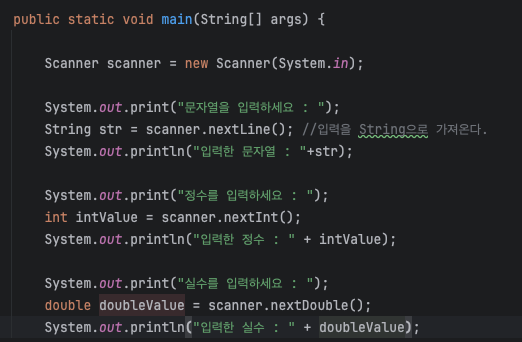 public static void main(String[] args) {
Scanner scanner = new Scanner(System.in);
System.out.print("문자열을 입력하세요 : ");
String str = scanner.nextLine(); //입력을 String으로 가져온다.
System.out.println("입력한 문자열 : "+str);
System.out.print("정수를 입력하세요 : ");
int intValue = scanner.nextInt();
System.out.println("입력한 정수 : " + intValue);
System.out.print("실수를 입력하세요 : ");
double doubleValue = scanner.nextDouble();
System.out.println("입력한 실수 : " + doubleValue);